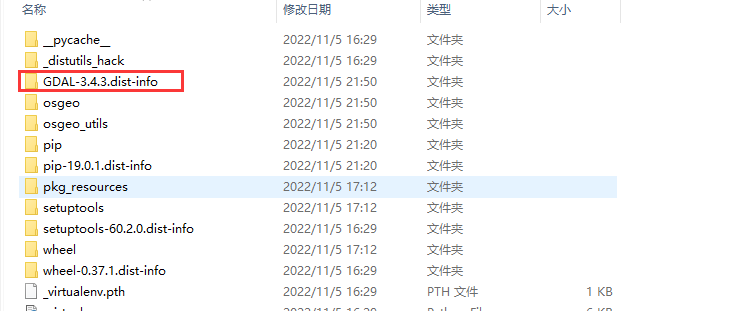 名称 修改日期 类型 大小
__pycache__ 2022/11/5 16:29 文件夹
_distutils_hack 2022/11/5 16:29 文件夹
GDAL-3.4.3.dist-info 2022/11/5 21:50 文件夹
osgeo 2022/11/5 21:50 文件夹
osgeo_utils 2022/11/5 21:50 文件夹
pip 2022/11/5 21:20 文件夹
pip-19.0.1.dist-info 2022/11/5 21:20 文件夹
pkg_resources 2022/11/5 17:12 文件夹
setuptools 2022/11/5 17:12 文件夹
setuptools-60.2.0.dist-info 2022/11/5 16:29 文件夹
wheel 2022/11/5 17:12 文件夹
wheel-0.37.1.dist-info 2022/11/5 16:29 文件夹
_virtualenv.pth 2022/11/5 16:29 PTH 文件 1 KB